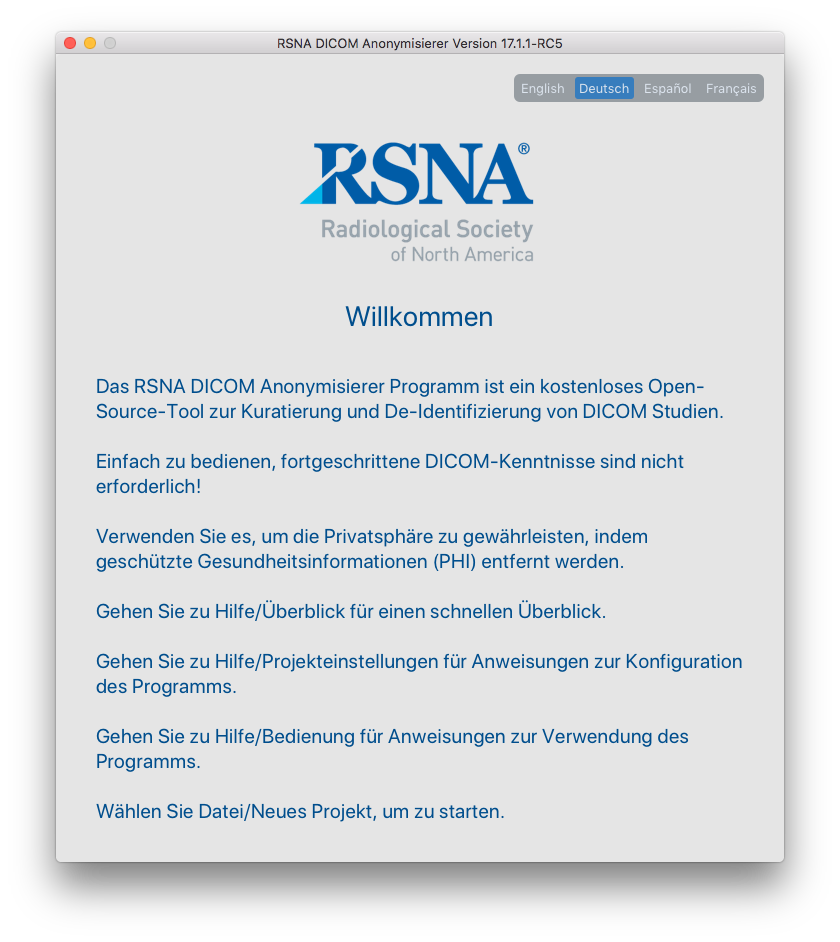 RSNA DICOM Anonymisierer Version 17.1.1-RC5
English Deutsch Español Français
RSNA®
Radiological Society
of North America
Willkommen
Das RSNA DICOM Anonymisierer Programm ist ein kostenloses Open-
Source-Tool zur Kuratierung und De-Identifizierung von DICOM Studien.
Einfach zu bedienen, fortgeschrittene DICOM-Kenntnisse sind nicht
erforderlich!
Verwenden Sie es, um die Privatsphäre zu gewährleisten, indem
geschützte Gesundheitsinformationen (PHI) entfernt werden.
Gehen Sie zu Hilfe/Überblick für einen schnellen Überblick.
Gehen Sie zu Hilfe/Projekteinstellungen für Anweisungen zur Konfiguration
des Programms.
Gehen Sie zu Hilfe/Bedienung für Anweisungen zur Verwendung des
Programms.
Wählen Sie Datei/Neues Projekt, um zu starten.